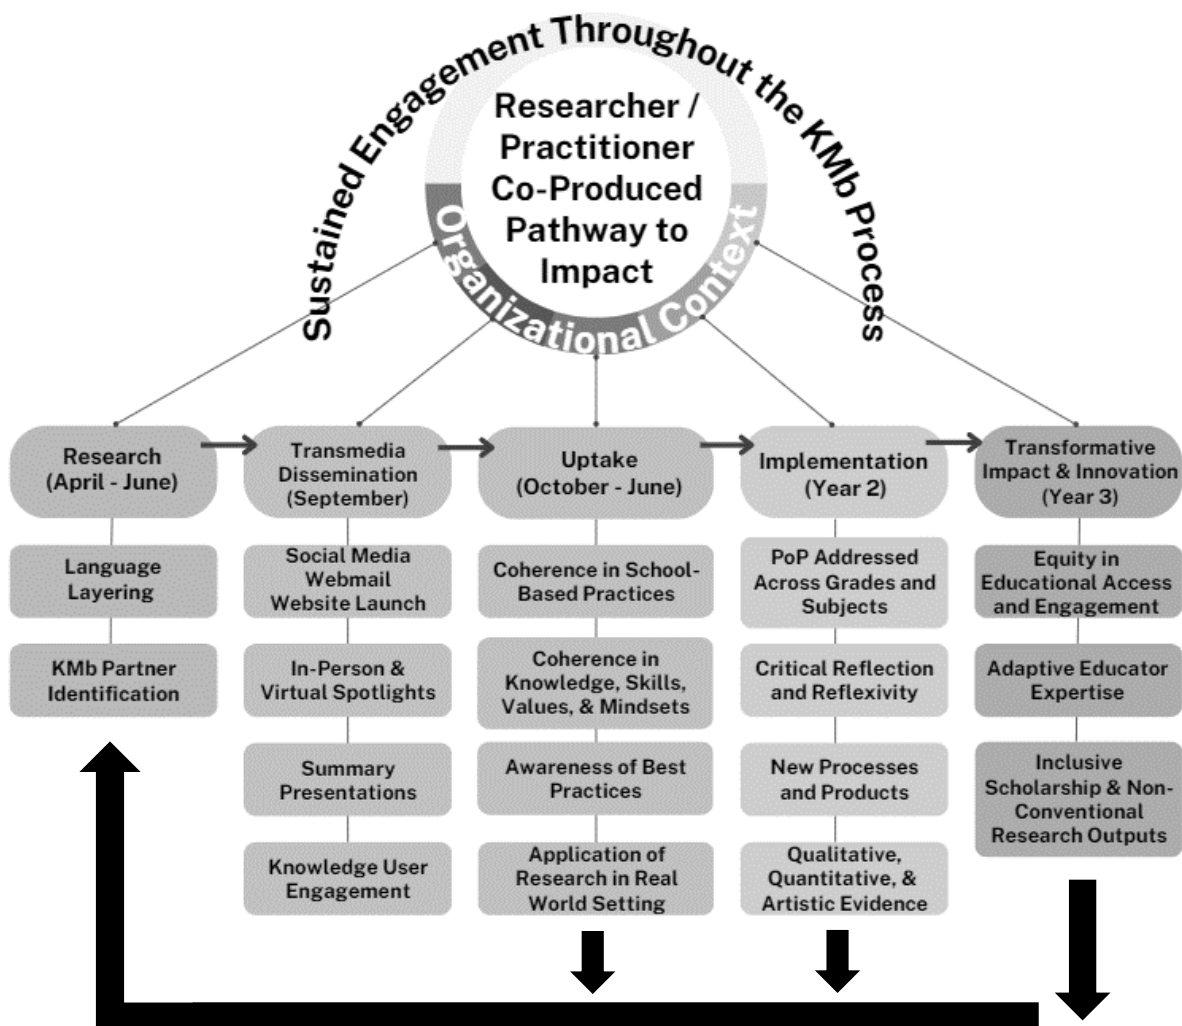 Sustained Engagement Throughout the KMb Process
Researcher /
Practitioner
Co-Produced
Pathway to
Impact
Organizational Context
Research
(April - June)
Transmedia
Dissemination
(September)
Uptake
(October - June)
Implementation
(Year 2)
Transformative
Impact & Innovation
(Year 3)
Language
Layering
KMb Partner
Identification
Social Media
Webmail
Website Launch
In-Person &
Virtual Spotlights
Summary
Presentations
Knowledge User
Engagement
Coherence in School-
Based Practices
Coherence in
Knowledge, Skills,
Values, & Mindsets
Awareness of Best
Practices
Application of
Research in Real
World Setting
PoP Addressed
Across Grades and
Subjects
Critical Reflection
and Reflexivity
New Processes
and Products
Qualitative,
Quantitative, &
Artistic Evidence
Equity in
Educational Access
and Engagement
Adaptive Educator
Expertise
Inclusive
Scholarship & Non-
Conventional
Research Outputs